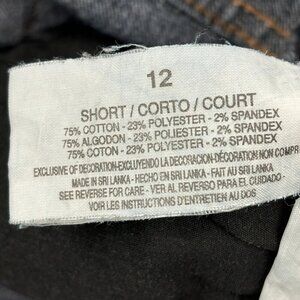 12
SHORT / CORTO / COURT
75% COTTON - 23% POLYESTER - 2% SPANDEX
75% ALGODON - 23% POLIESTER - 2% SPANDEX
75% COTON - 23% POLYESTER - 2% SPANDEX
EXCLUSIVE OF DECORATION-EXCLUYENDO LA DECORACION-DÉCORATION NON COMPR
MADE IN SRI LANKA - HECHO EN SRI LANKA - FAIT AU SRI LANKA
SEE REVERSE FOR CARE - VER AL REVERSO PARA EL CUIDADO -
VOIR LES INSTRUCTIONS D'ENTRETIEN AU DOS